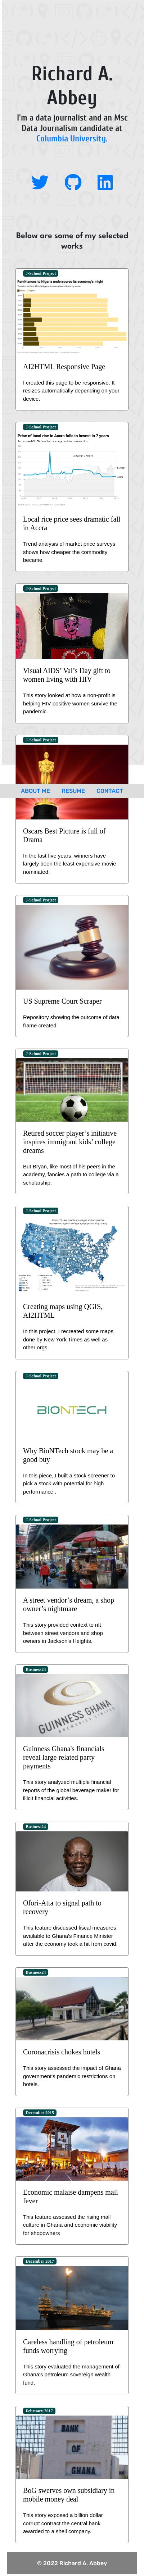 Richard A.
Abbey
I'm a data journalist and an Msc
Data Journalism candidate at
Columbia University.
Below are some of my selected
works
J-School Project
Remittances to Nigeria underscores its economy's might
AI2HTML Responsive Page
I created this page to be responsive. It
resizes automatically depending on your
device.
J-School Project
Price of local rice in Accra falls to lowest in 7 years
Local rice price sees dramatic fall
in Accra
Trend analysis of market price surveys
shows how cheaper the commodity
became.
J-School Project
Visual AIDS' Val's Day gift to
women living with HIV
This story looked at how a non-profit is
helping HIV positive women survive the
pandemic.
J-School Project
ABOUT ME
RESUME
CONTACT
Oscars Best Picture is full of
Drama
In the last five years, winners have
largely been the least expensive movie
nominated.
J-School Project
US Supreme Court Scraper
Repository showing the outcome of data
frame created.
J-School Project
Retired soccer player's initiative
inspires immigrant kids' college
dreams
But Bryan, like most of his peers in the
academy, fancies a path to college via a
scholarship.
J-School Project
Creating maps using QGIS,
AI2HTML
In this project, I recreated some maps
done by New York Times as well as
other orgs.
J-School Project
BIONTECH
Why BioNTech stock may be a
good buy
In this piece, I built a stock screener to
pick a stock with potential for high
performance .
J-School Project
A street vendor's dream, a shop
owner's nightmare
This story provided context to rift
between street vendors and shop
owners in Jackson's Heights.
Business24
GUINNESS GHANA
Guinness Ghana's financials
reveal large related party
payments
This story analyzed multiple financial
reports of the global beverage maker for
illicit financial activities.
Business24
Ofori-Atta to signal path to
recovery
This feature discussed fiscal measures
available to Ghana's Finance Minister
after the economy took a hit from covid.
Business24
Coronacrisis chokes hotels
This story assessed the impact of Ghana
government's pandemic restrictions on
hotels.
December 2015
Economic malaise dampens mall
fever
This feature assessed the rising mall
culture in Ghana and economic viability
for shopowners
December 2017
Careless handling of petroleum
funds worrying
This story evaluated the management of
Ghana's petroleum sovereign wealth
fund.
February 2017
BANK
OF
GHANA
BoG swerves own subsidiary in
mobile money deal
This story exposed a billion dollar
corrupt contract the central bank
awarded to a shell company.
© 2022 Richard A. Abbey